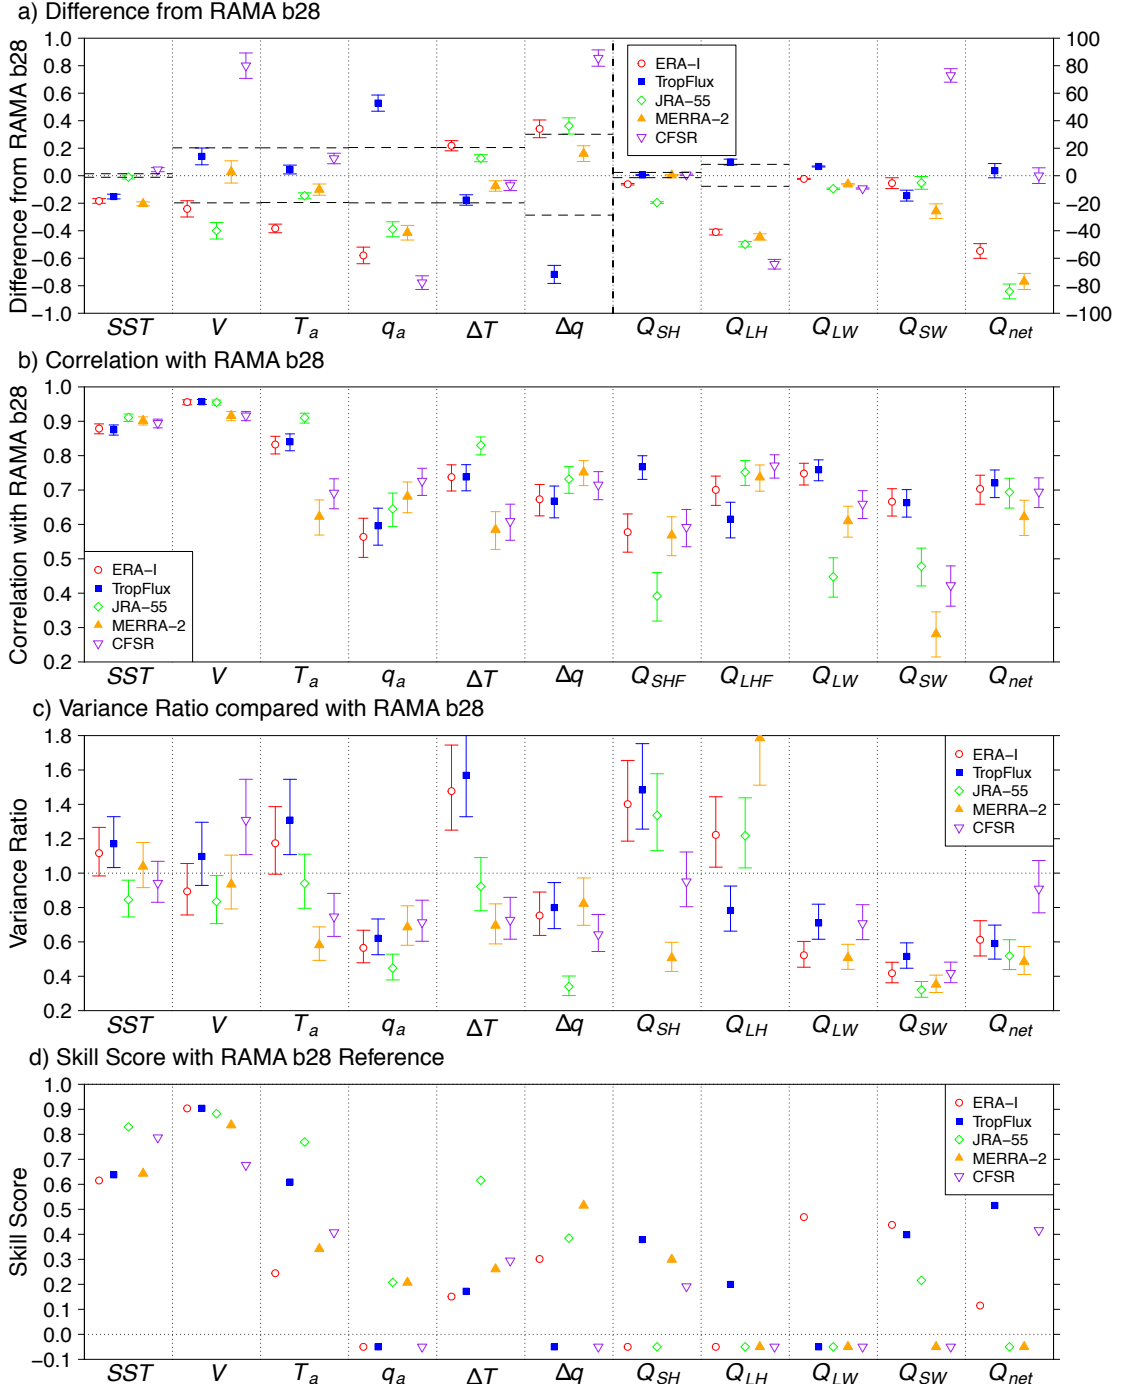 a) Difference from RAMA b28
Difference from RAMA b28
1.0
0.8
0.6
0.4
0.2
0.0
−0.2
−0.4
−0.6
−0.8
−1.0
100
80
60
40
20
0
−20
−40
−60
−80
−100
ERA−I
TropFlux
JRA−55
MERRA−2
CFSR
SST V Ta qa ΔT Δq QSH QLH QLW QSW Qnet
b) Correlation with RAMA b28
Correlation with RAMA b28
1.0
0.9
0.8
0.7
0.6
0.5
0.4
0.3
0.2
ERA−I
TropFlux
JRA−55
MERRA−2
CFSR
SST V Ta qa ΔT Δq QSHF QLHF QLW QSW Qnet
c) Variance Ratio compared with RAMA b28
Variance Ratio
1.8
1.6
1.4
1.2
1.0
0.8
0.6
0.4
0.2
ERA−I
TropFlux
JRA−55
MERRA−2
CFSR
SST V Ta qa ΔT Δq QSH QLH QLW QSW Qnet
d) Skill Score with RAMA b28 Reference
Skill Score
1.0
0.9
0.8
0.7
0.6
0.5
0.4
0.3
0.2
0.1
0.0
−0.1
ERA−I
TropFlux
JRA−55
MERRA−2
CFSR
SST V Ta qa ΔT Δq QSH QLH QLW QSW Qnet